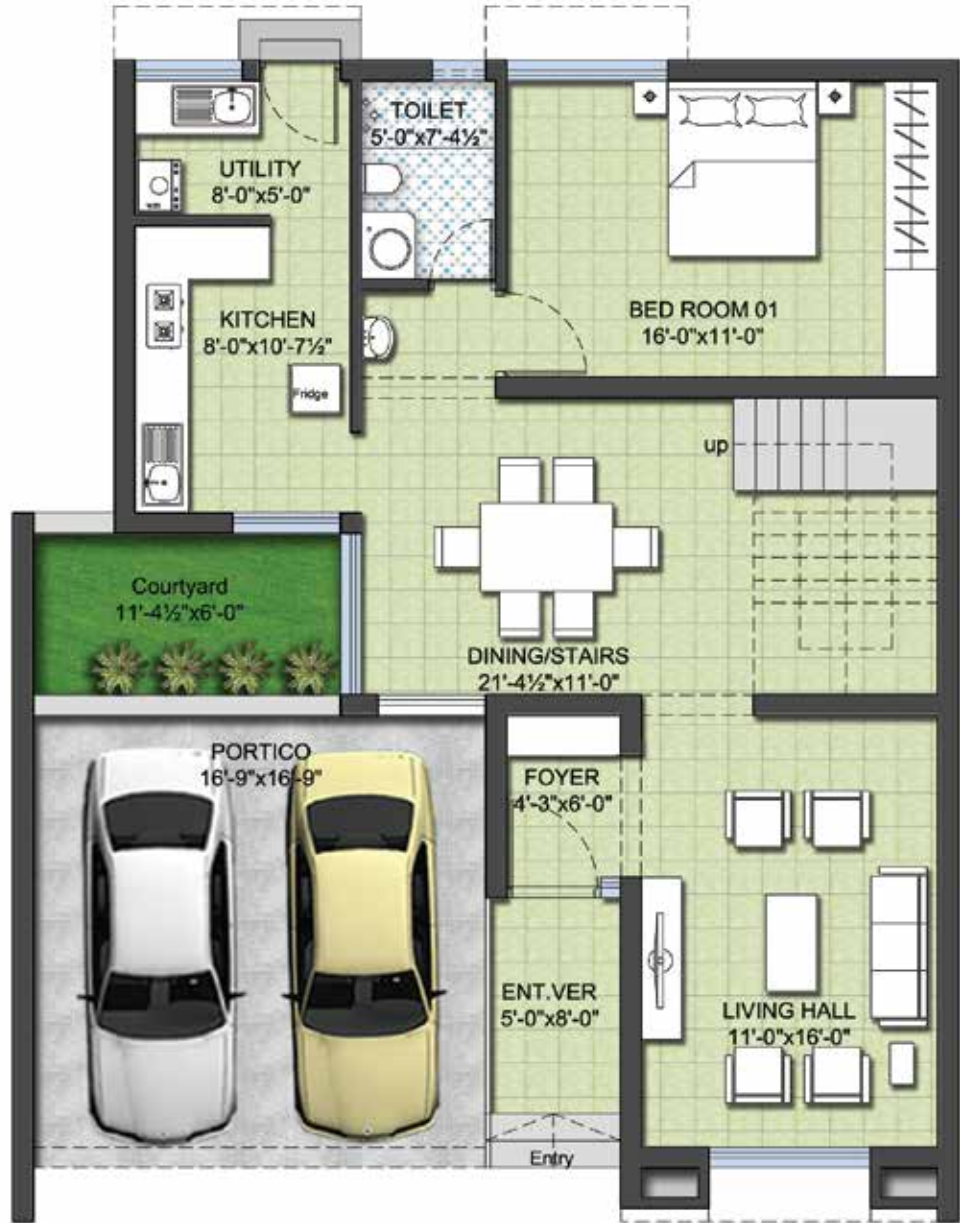 TOILET
5'-0"x7'-4½"
UTILITY
8'-0"x5'-0"
BED ROOM 01
16'-0"x11'-0"
KITCHEN
8'-0"x10'-7½"
Fridge
up
Courtyard
11'-4½"x6'-0"
DINING/STAIRS
21'-4½"x11'-0"
PORTICO
16'-9"x16'-9"
FOYER
4'-3"x6'-0"
ENT.VER
5'-0"x8'-0"
LIVING HALL
11'-0"x16'-0"
Entry